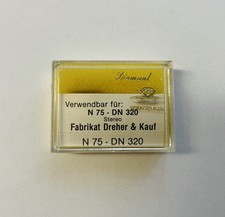 Diamant
Verwendbar für:
N 75 - DN 320
Stereo
Fabrikat Dreher & Kauf
N 75 - DN 320